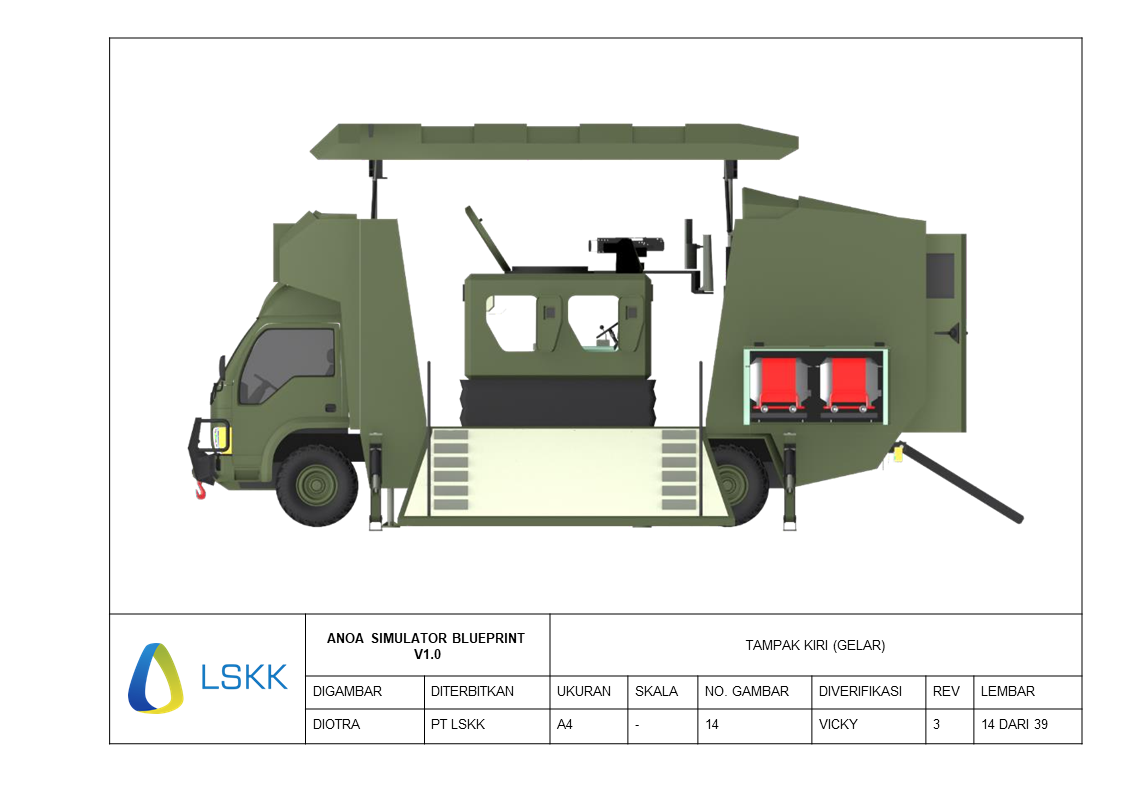 LSKK
ANOA SIMULATOR BLUEPRINT
V1.0
TAMPAK KIRI (GELAR)
DIGAMBAR DITERBITKAN UKURAN SKALA NO. GAMBAR DIVERIFIKASI REV LEMBAR
DIOTRA PT LSKK A4 - 14 VICKY 3 14 DARI 39